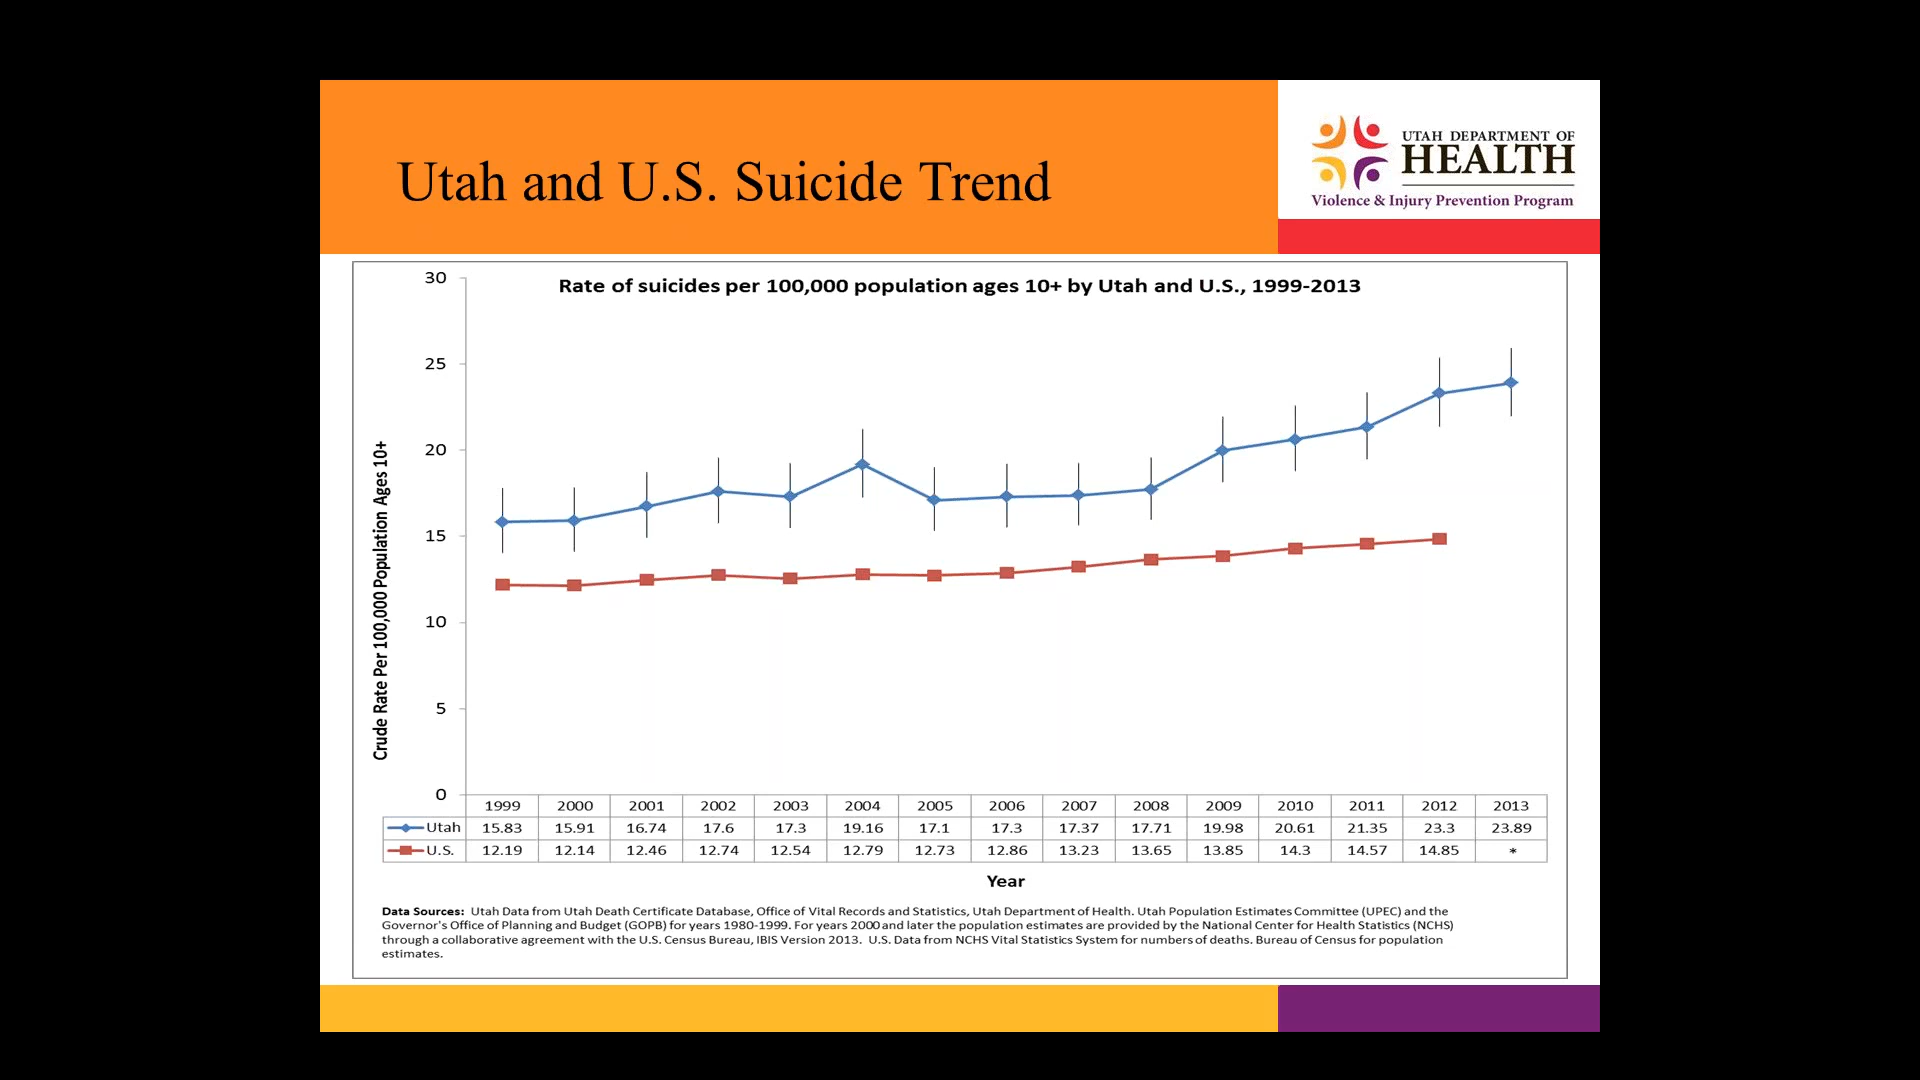 Utah and U.S. Suicide Trend
UTAH DEPARTMENT OF
HEALTH
Violence & Injury Prevention Program
Rate of suicides per 100,000 population ages 10+ by Utah and U.S., 1999-2013
Crude Rate Per 100,000 Population Ages 10+
30
25
20
15
10
5
0
1999 2000 2001 2002 2003 2004 2005 2006 2007 2008 2009 2010 2011 2012 2013
Utah 15.83 15.91 16.74 17.6 17.3 19.16 17.1 17.3 17.37 17.71 19.98 20.61 21.35 23.3 23.89
U.S. 12.19 12.14 12.46 12.74 12.54 12.79 12.73 12.86 13.23 13.65 13.85 14.3 14.57 14.85 *
Year
Data Sources: Utah Data from Utah Death Certificate Database, Office of Vital Records and Statistics, Utah Department of Health. Utah Population Estimates Committee (UPEC) and the
Governor's Office of Planning and Budget (GOPB) for years 1980-1999. For years 2000 and later the population estimates are provided by the National Center for Health Statistics (NCHS)
through a collaborative agreement with the U.S. Census Bureau, IBIS Version 2013. U.S. Data from NCHS Vital Statistics System for numbers of deaths. Bureau of Census for population
estimates.